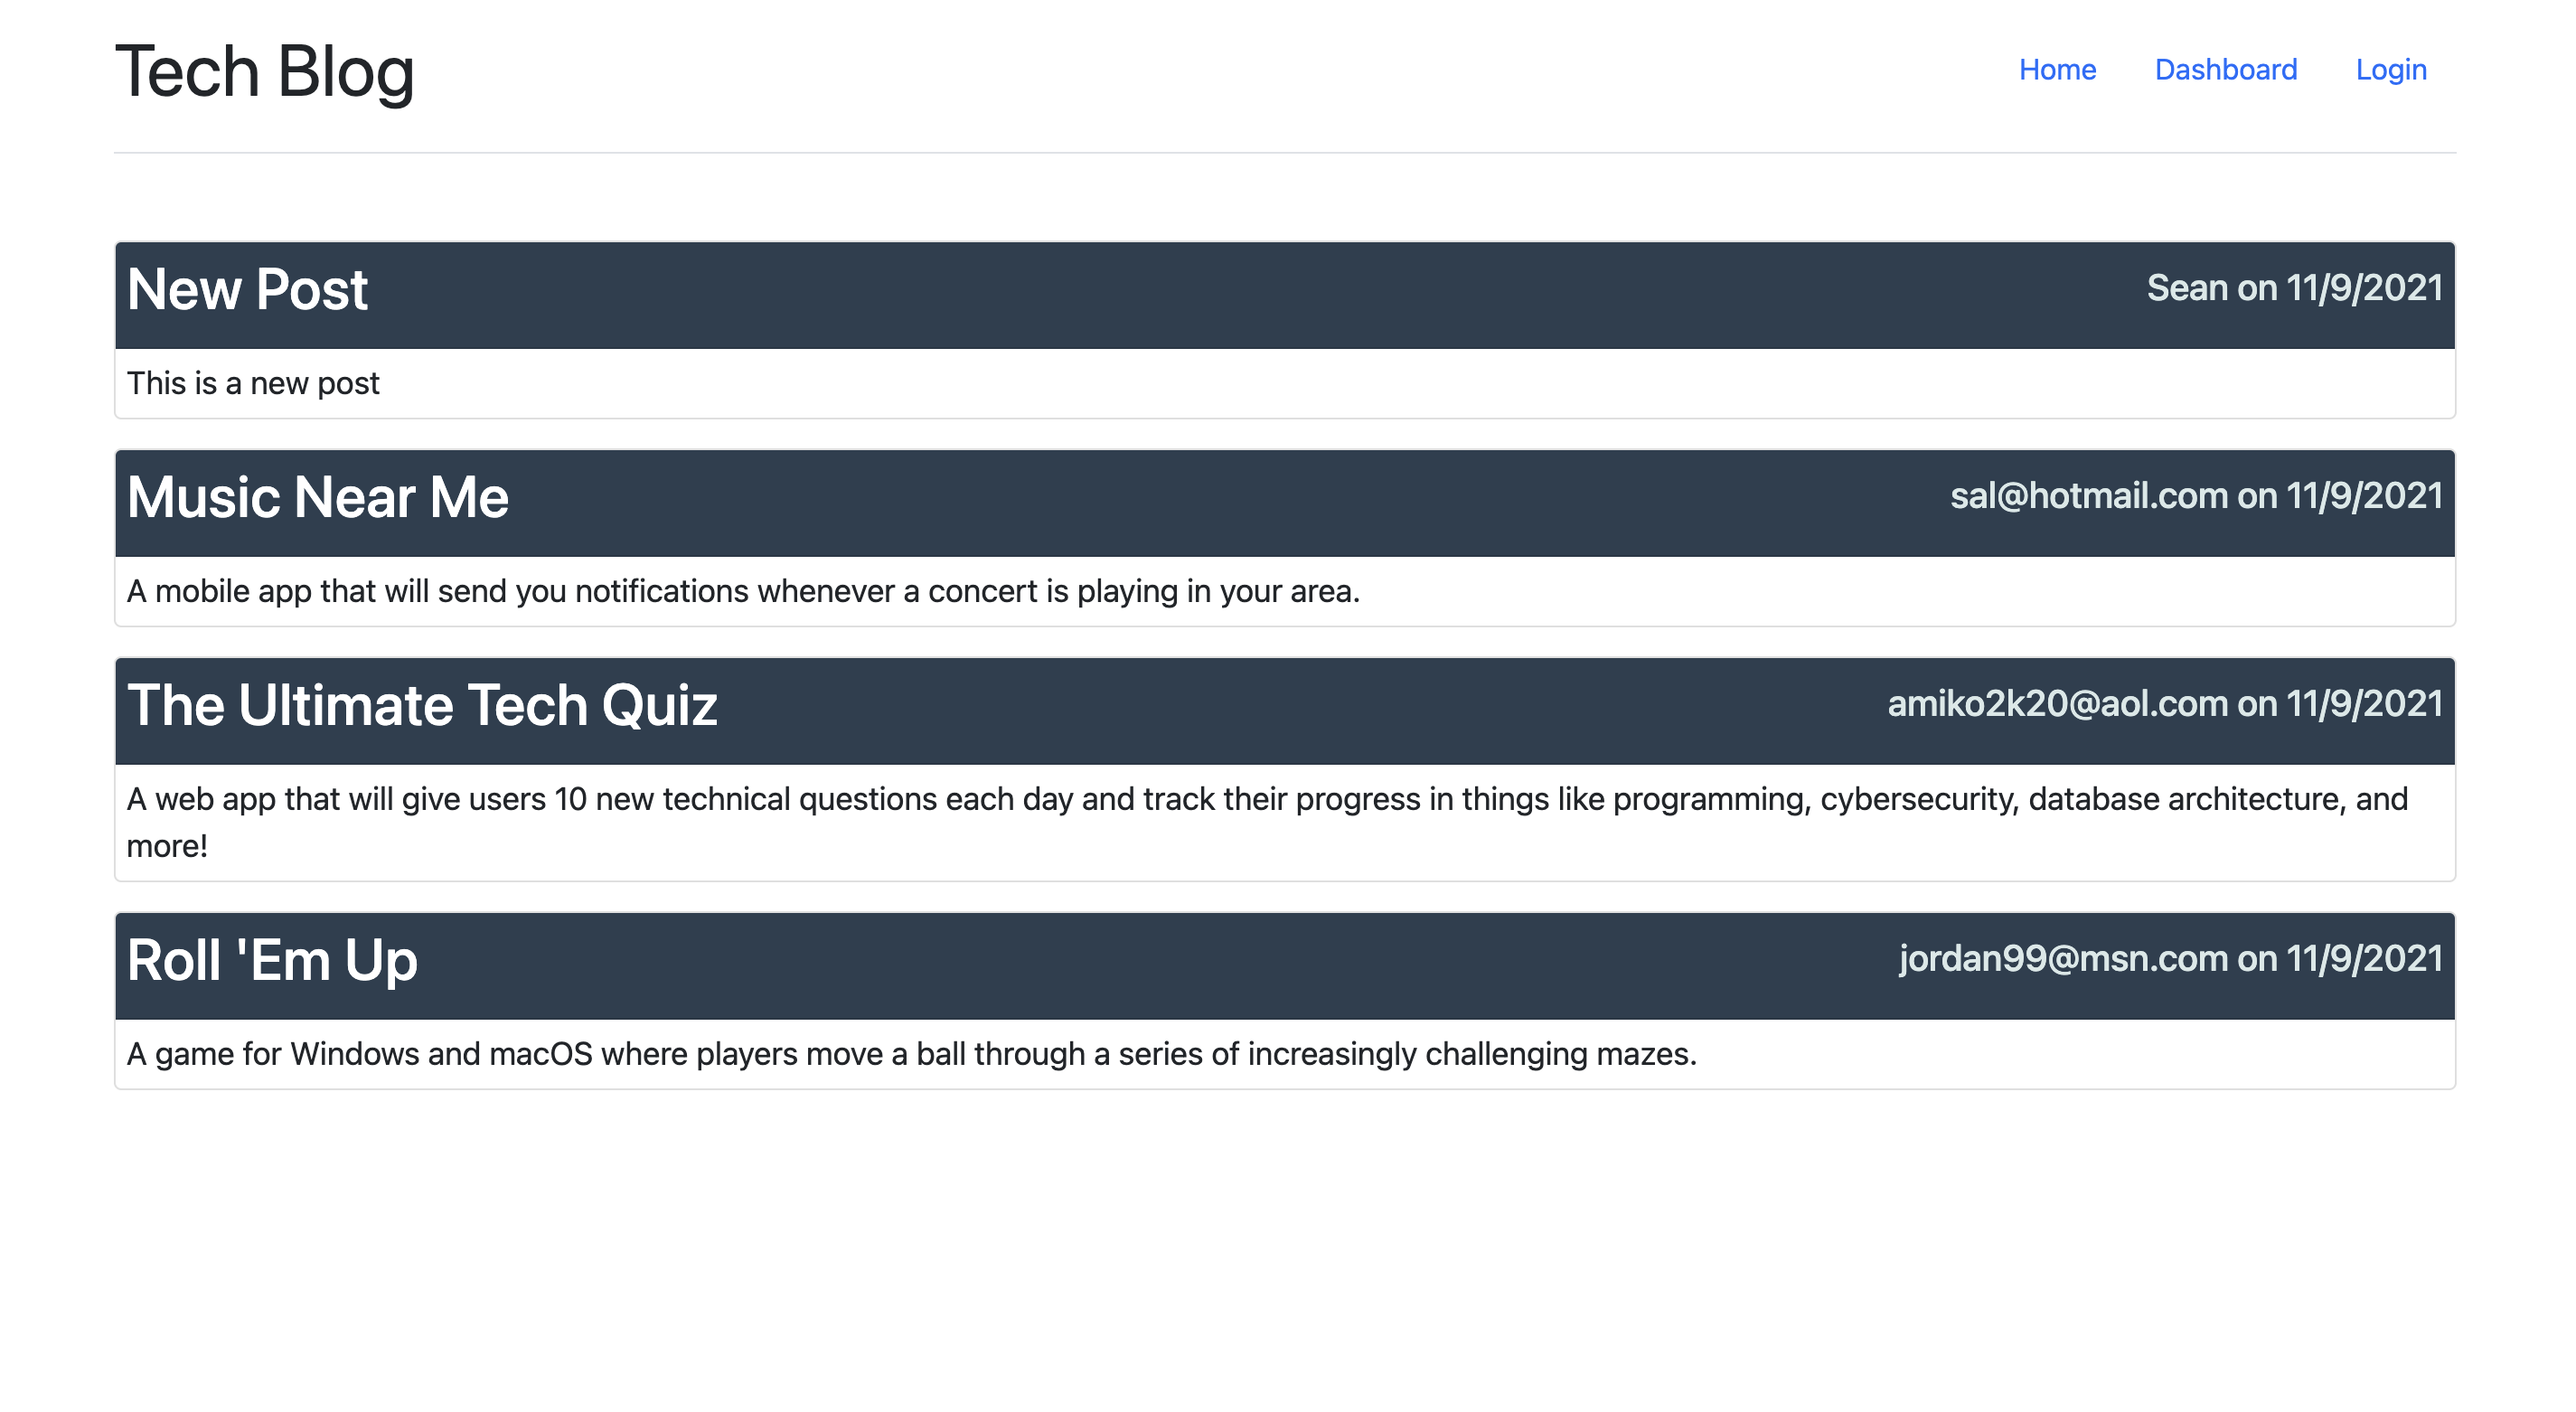 Tech Blog
Home Dashboard Login
New Post
Sean on 11/9/2021
This is a new post
Music Near Me
sal@hotmail.com on 11/9/2021
A mobile app that will send you notifications whenever a concert is playing in your area.
The Ultimate Tech Quiz
amiko2k20@aol.com on 11/9/2021
A web app that will give users 10 new technical questions each day and track their progress in things like programming, cybersecurity, database architecture, and
more!
Roll 'Em Up
jordan99@msn.com on 11/9/2021
A game for Windows and macOS where players move a ball through a series of increasingly challenging mazes.